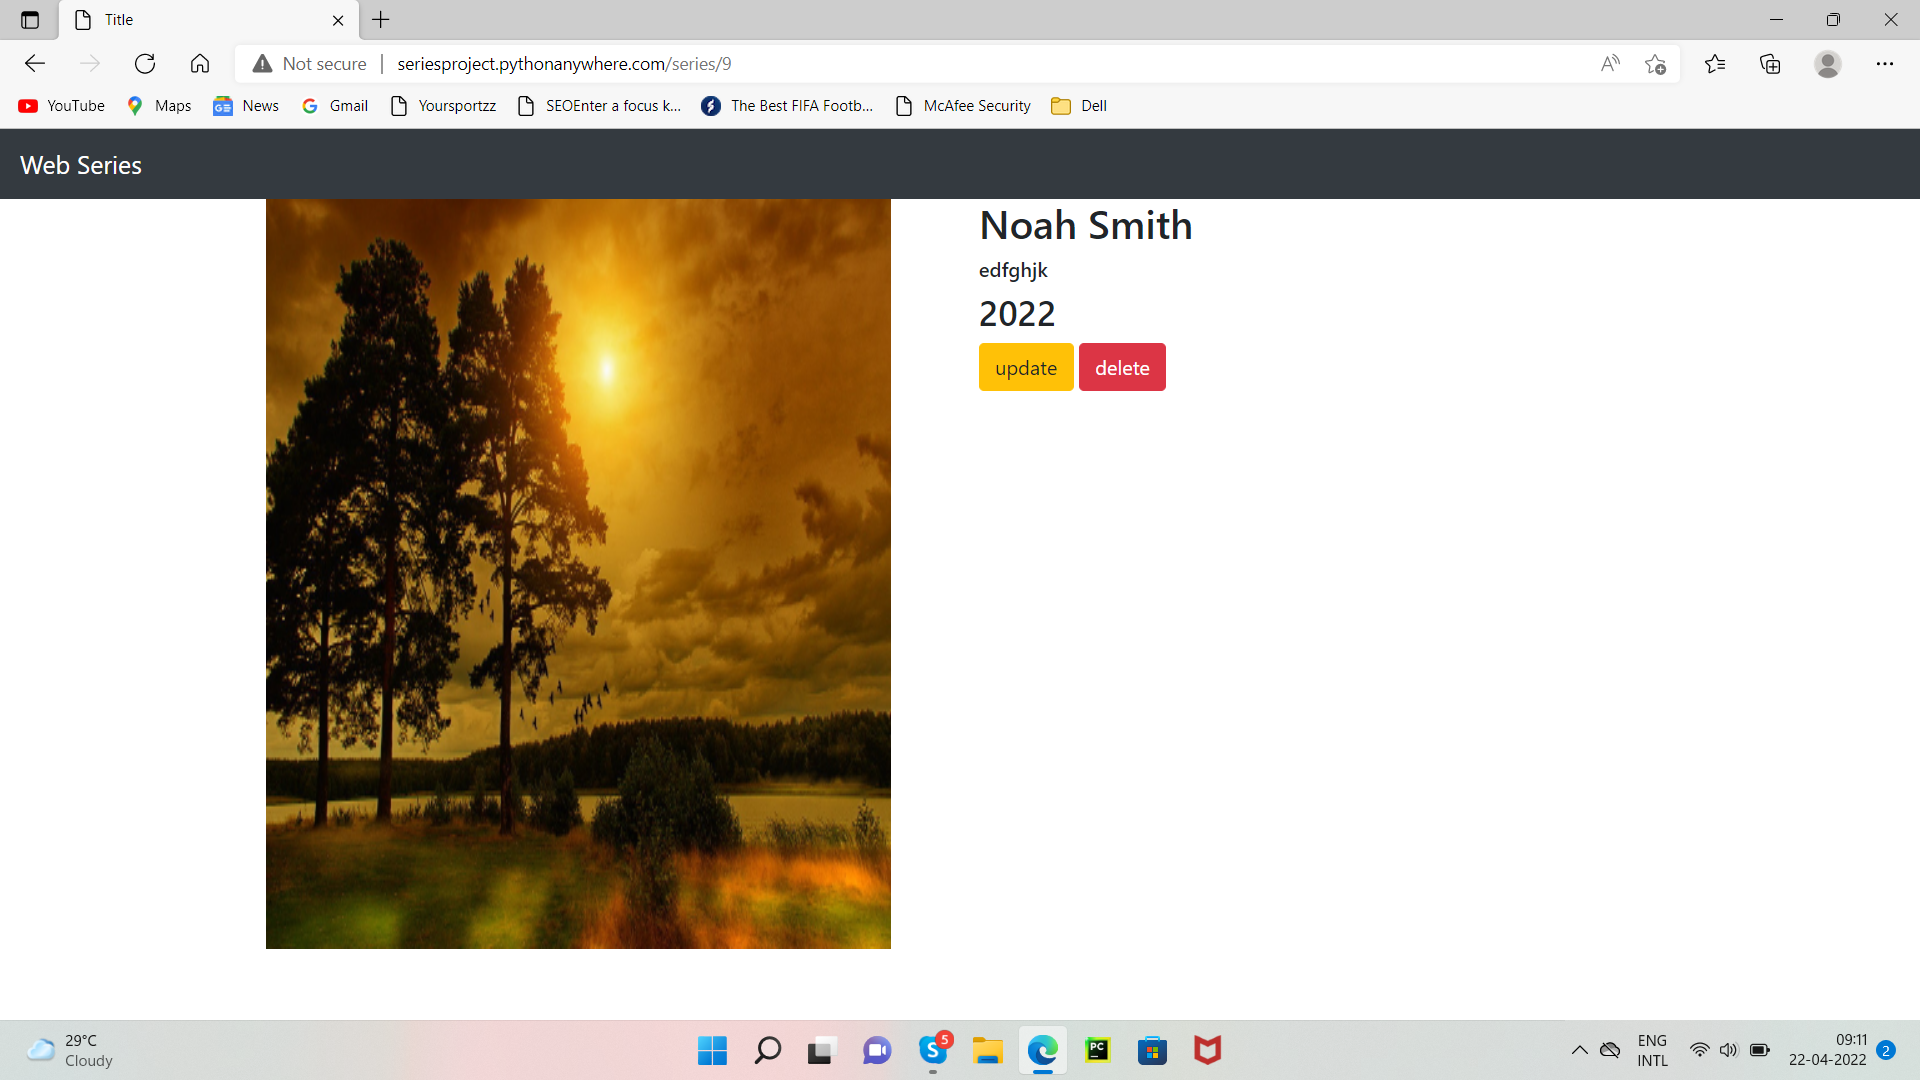 Title
Not secure
seriesproject.pythonanywhere.com/series/9
YouTube
Maps
News
Gmail
Yoursportzz
SEOEnter a focus k...
The Best FIFA Footb...
McAfee Security
Dell
Web Series
Noah Smith
edfghjk
2022
update
delete
29°C
Cloudy
5
PC
ENG
INTL
09:11
22-04-2022
2